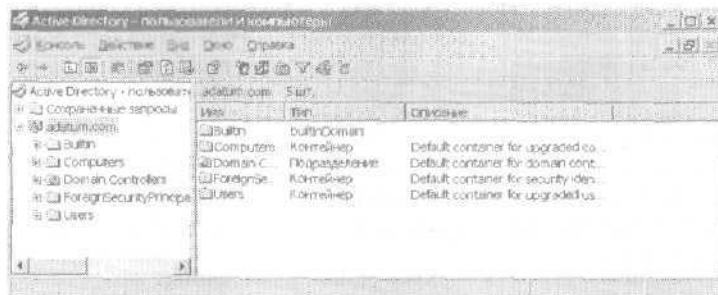 Active Directory - пользователи и компьютеры
Консоль Действие Вид Окно Справка
Active Directory - пользовате
Сохраненные запросы
adatum.com
Builtin
Computers
Domain Controllers
ForeignSecurityPrincipa
Users
adatum.com 5 шт.
Имя Тип Описание
Builtin builtinDomain
Computers Контейнер Default container for upgraded co...
Domain C... Подразделение Default container for domain cont...
ForeignSe... Контейнер Default container for security iden...
Users Контейнер Default container for upgraded us...